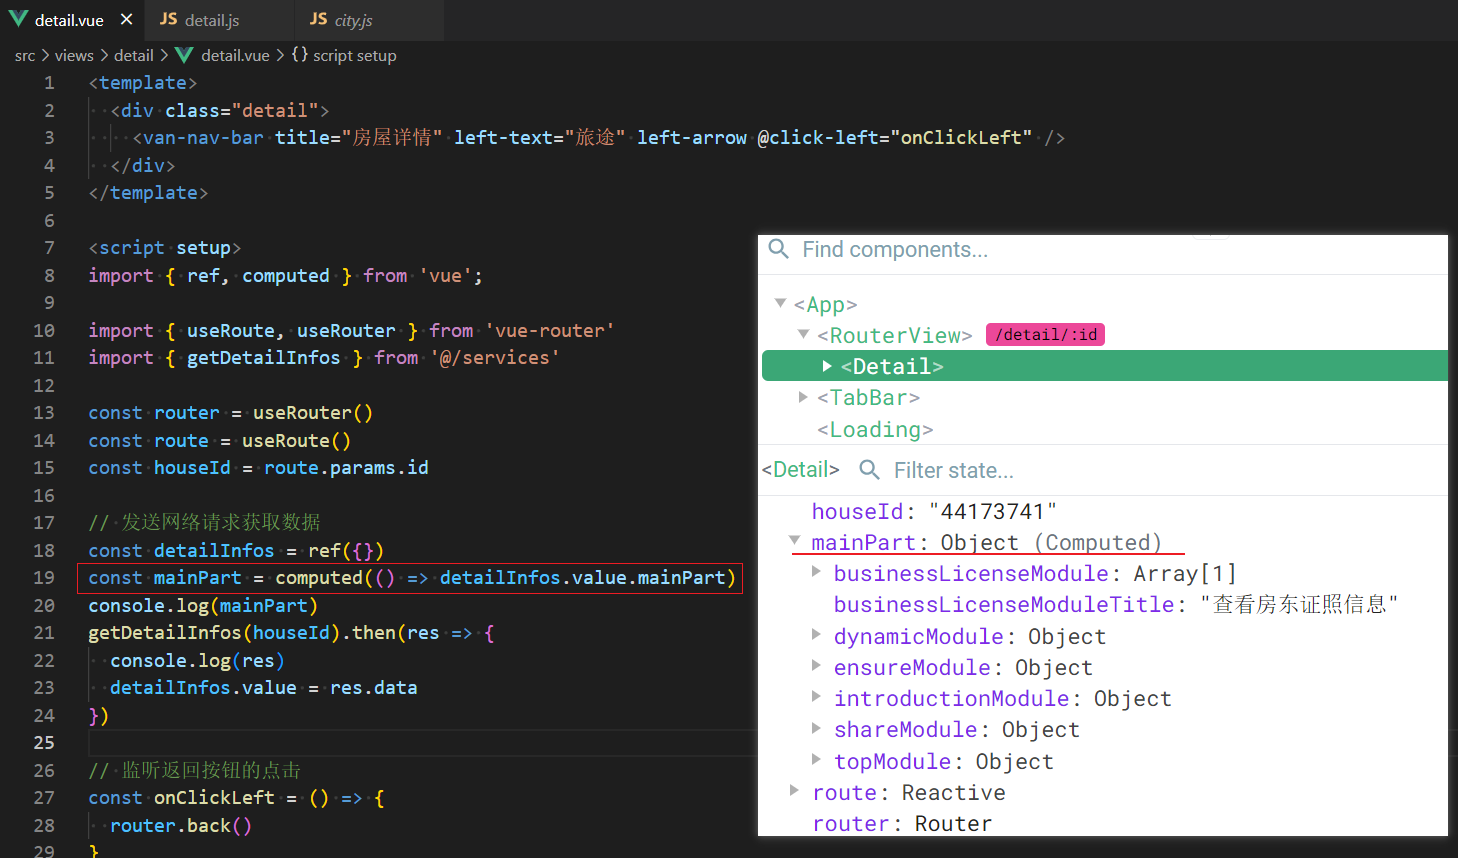 detail.vue × JS detail.js JS city.js
src > views > detail > detail.vue > {} script setup
1 <template>
2 <div class="detail">
3 <van-nav-bar title="房屋详情" left-text="旅途" left-arrow @click-left="onClickLeft" />
4 </div>
5 </template>
6
7 <script setup>
8 import { ref, computed } from 'vue';
9
10 import { useRoute, useRouter } from 'vue-router'
11 import { getDetailInfos } from '@/services'
12
13 const router = useRouter()
14 const route = useRoute()
15 const houseId = route.params.id
16
17 // 发送网络请求获取数据
18 const detailInfos = ref({})
19 const mainPart = computed(() => detailInfos.value.mainPart)
20 console.log(mainPart)
21 getDetailInfos(houseId).then(res => {
22 console.log(res)
23 detailInfos.value = res.data
24 })
25
26 // 监听返回按钮的点击
27 const onClickLeft = () => {
28 router.back()
29 }
Find components...
<App>
<RouterView> /detail/:id
<Detail>
<TabBar>
<Loading>
<Detail> Filter state...
houseId: "44173741"
mainPart: Object (Computed)
businessLicenseModule: Array[1]
businessLicenseModuleTitle: "查看房东证照信息"
dynamicModule: Object
ensureModule: Object
introductionModule: Object
shareModule: Object
topModule: Object
route: Reactive
router: Router